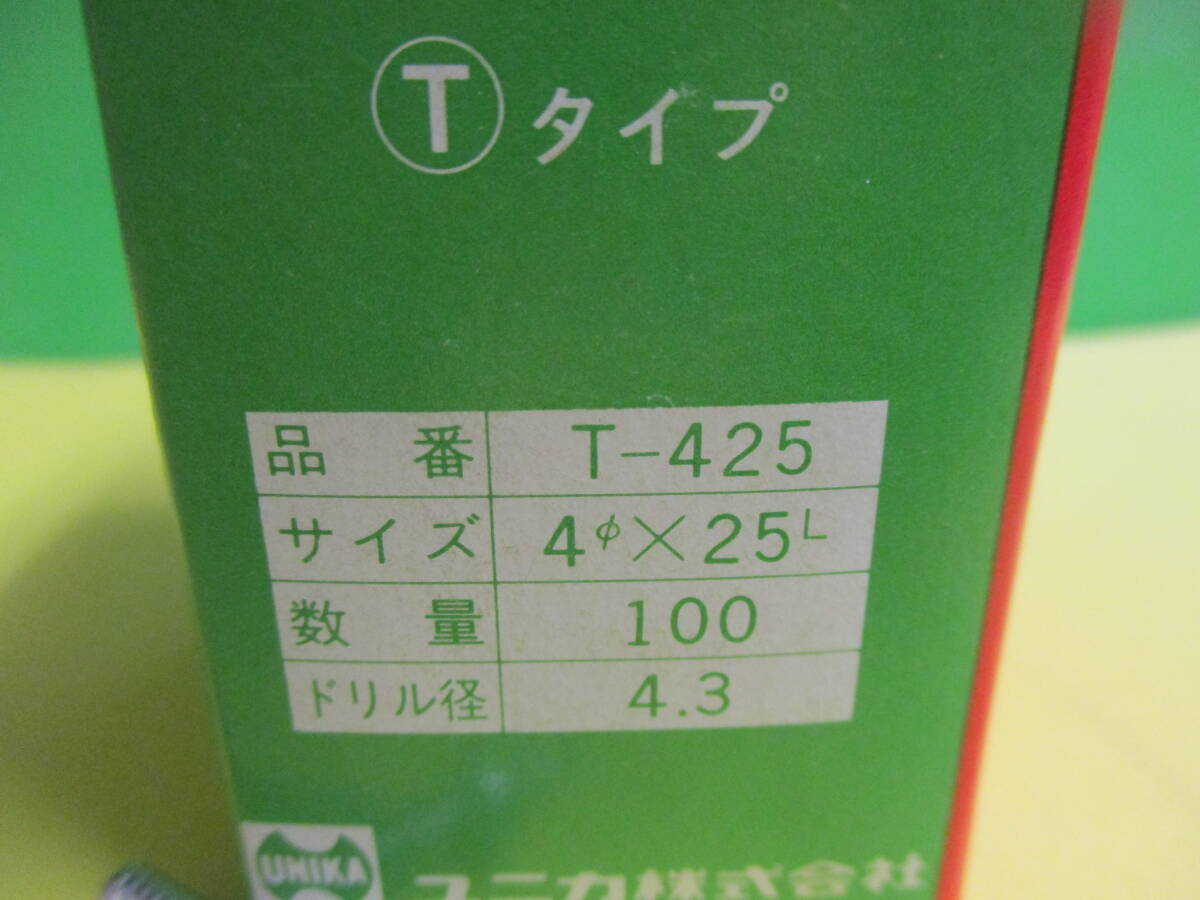 Ⓣタイプ
品番 T-425
サイズ 4φ×25L
数量 100
ドリル径 4.3
UNIKA ユニカ株式会社